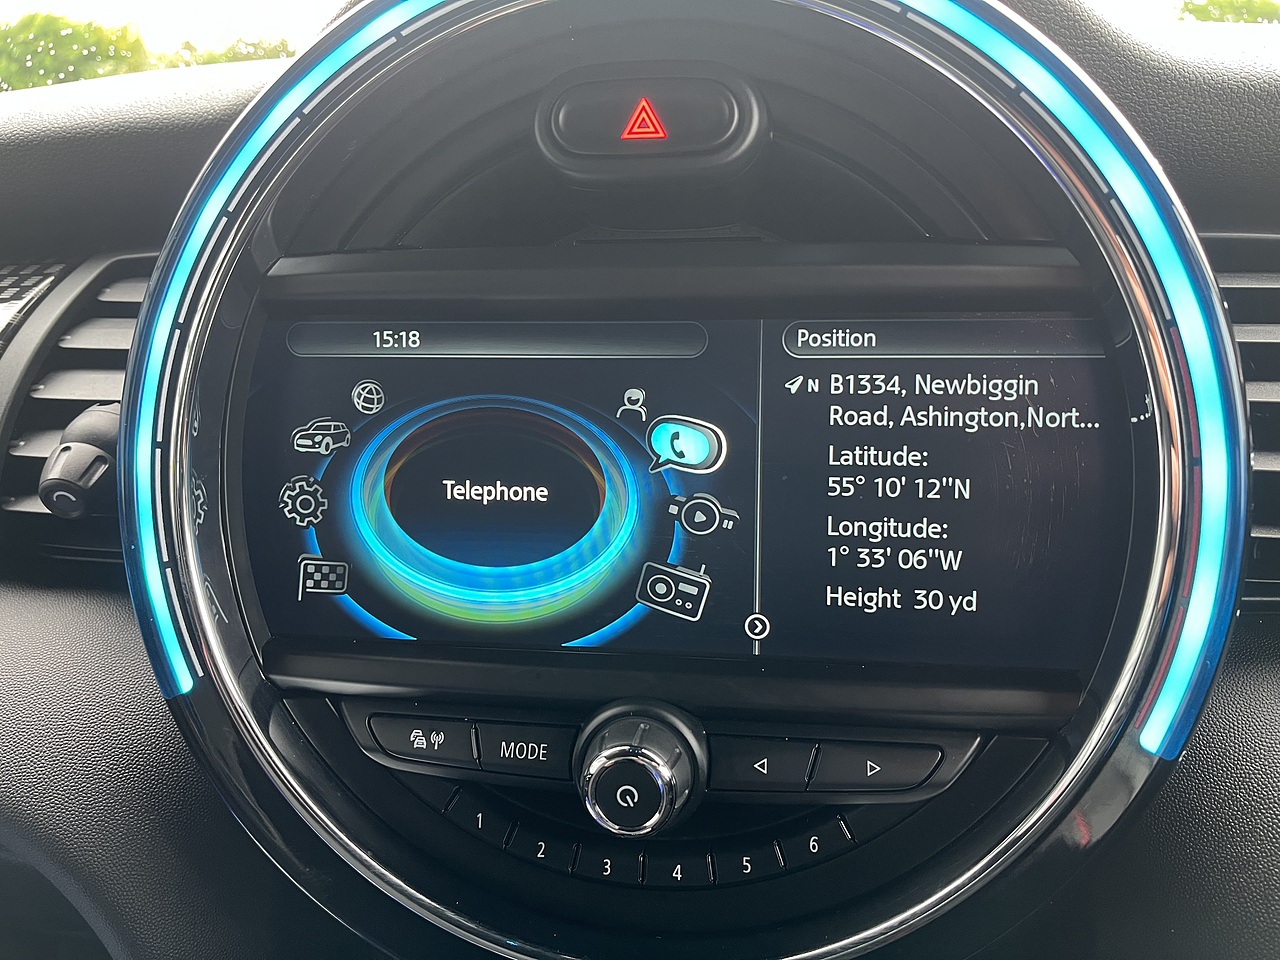 15:18
Telephone
Position
N B1334, Newbiggin
Road, Ashington,Nort...
Latitude:
55° 10' 12"N
Longitude:
1° 33' 06"W
Height 30 yd
MODE
1
2
3
4
5
6